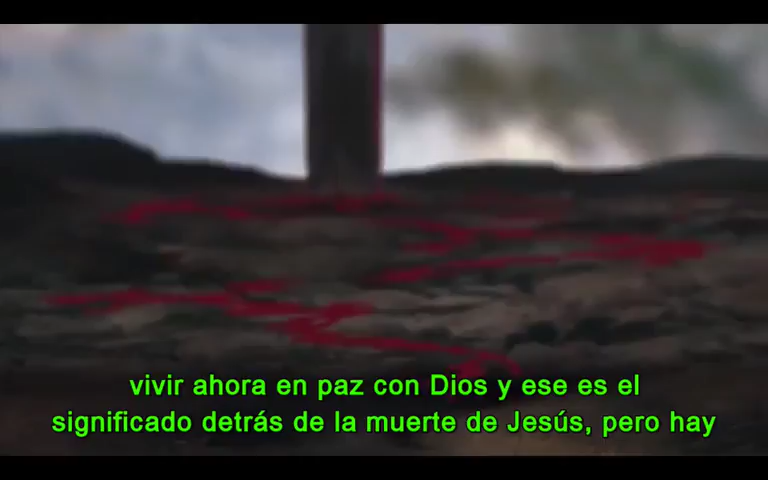 vivir ahora en paz con Dios y ese es el
significado detrás de la muerte de Jesús, pero hay